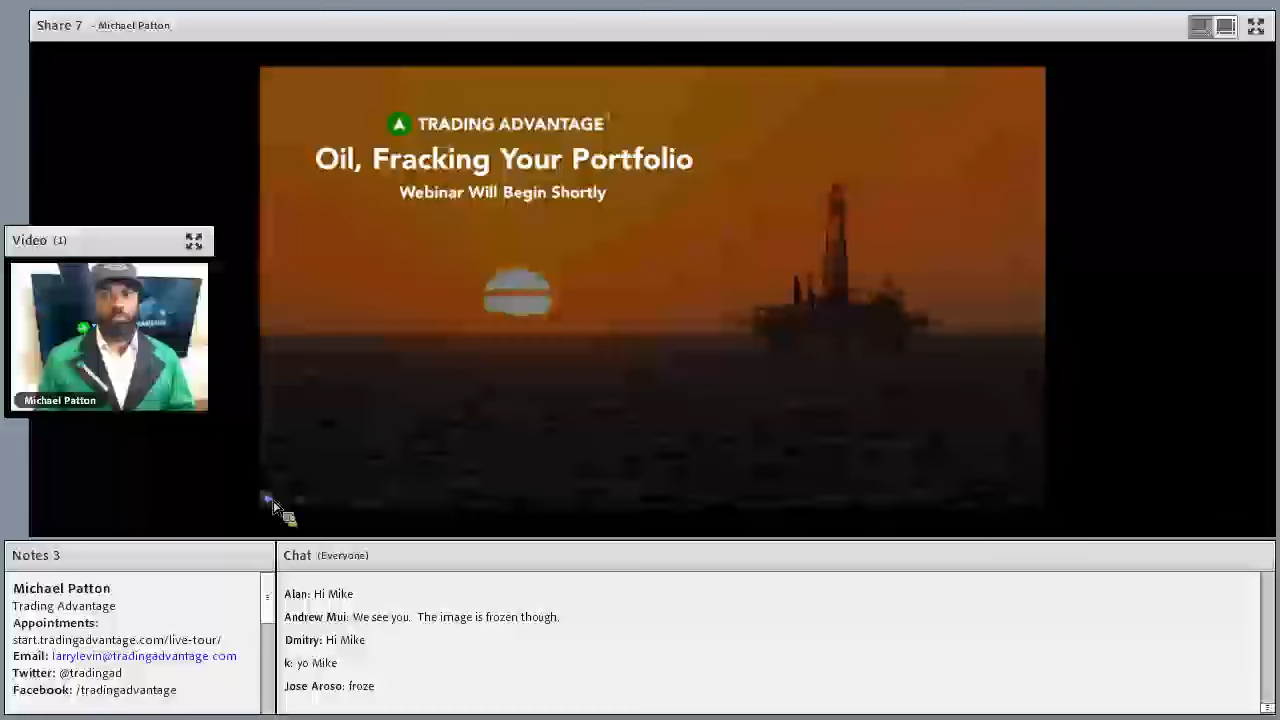 Share 7 - Michael Patton
TRADING ADVANTAGE
Oil, Fracking Your Portfolio
Webinar Will Begin Shortly
Video (1)
Michael Patton
Notes 3
Michael Patton
Trading Advantage
Appointments:
start.tradingadvantage.com/live-tour/
Email: larrylevin@tradingadvantage.com
Twitter: @tradingad
Facebook: /tradingadvantage
Chat (Everyone)
Alan: Hi Mike
Andrew Mui: We see you. The image is frozen though.
Dmitry: Hi Mike
k: yo Mike
Jose Aroso: froze